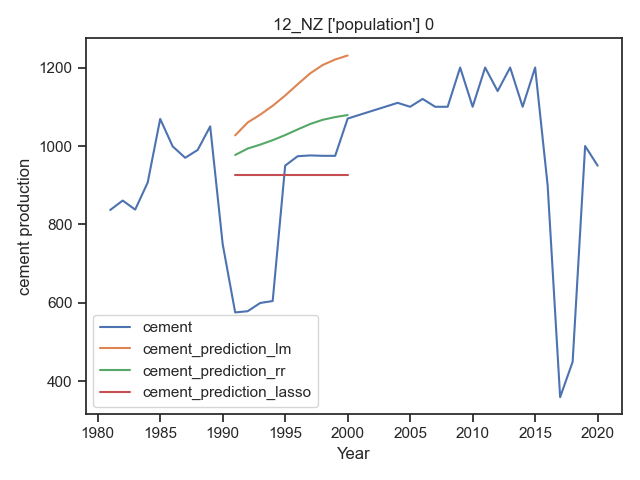 12_NZ ['population'] 0
cement production
1200
1000
800
600
400
cement
cement_prediction_lm
cement_prediction_rr
cement_prediction_lasso
1980 1985 1990 1995 2000 2005 2010 2015 2020
Year